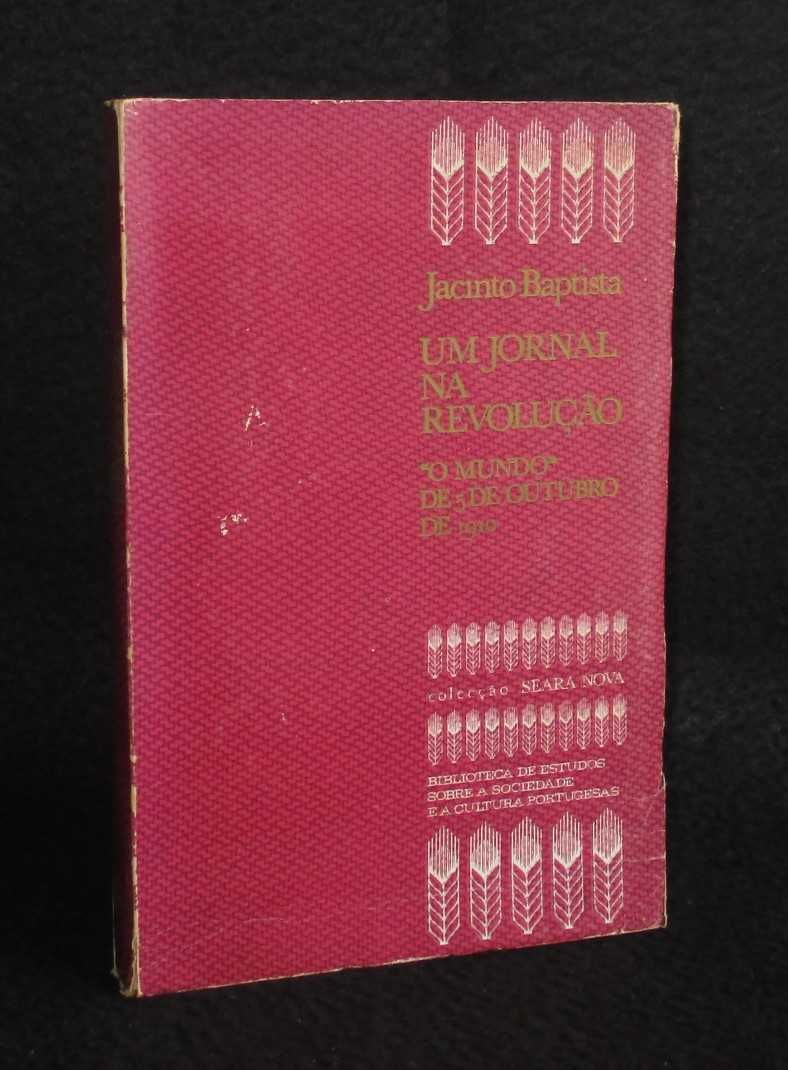 Jacinto Baptista
UM JORNAL
NA
REVOLUÇÃO
"O MUNDO"
DE 5 DE OUTUBRO
DE 1910
colecção SEARA NOVA
BIBLIOTECA DE ESTUDOS
SOBRE A SOCIEDADE
E A CULTURA PORTUGESAS